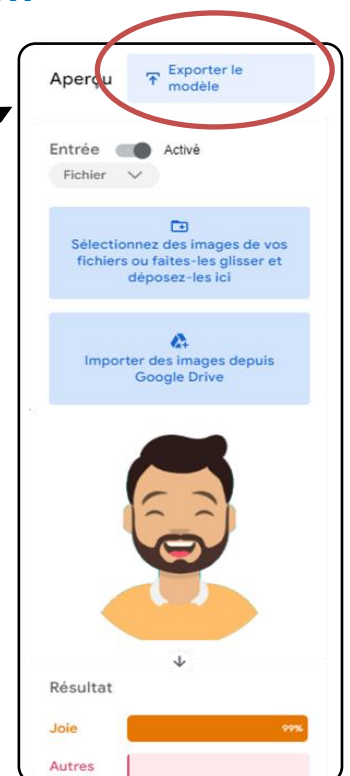 Aperçu
Exporter le
modèle
Entrée Activé
Fichier
Sélectionnez des images de vos
fichiers ou faites-les glisser et
déposez-les ici
Importer des images depuis
Google Drive
Résultat
Joie 99%
Autres